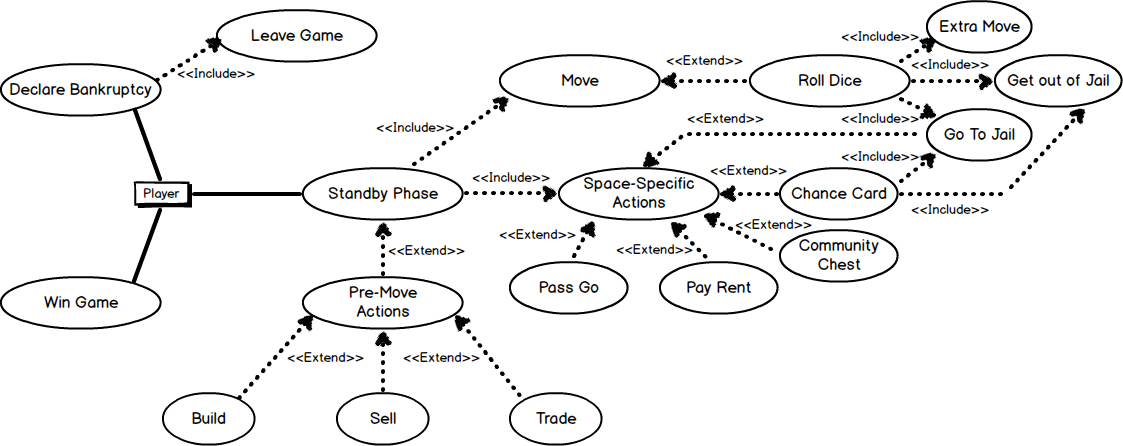 Extra Move
Leave Game
<<Include>>
<<Extend>>
<<Include>>
<<Include>>
Move
Roll Dice
Get out of Jail
Declare Bankruptcy
<<Include>>
<<Extend>>
<<Include>>
Go To Jail
<<Include>>
<<Include>>
<<Extend>>
Player
Standby Phase
Space-Specific
Actions
Chance Card
<<Include>>
<<Extend>>
<<Extend>>
<<Extend>>
<<Extend>>
Community
Chest
Win Game
Pre-Move
Actions
Pass Go
Pay Rent
<<Extend>>
<<Extend>>
Build
Sell
Trade